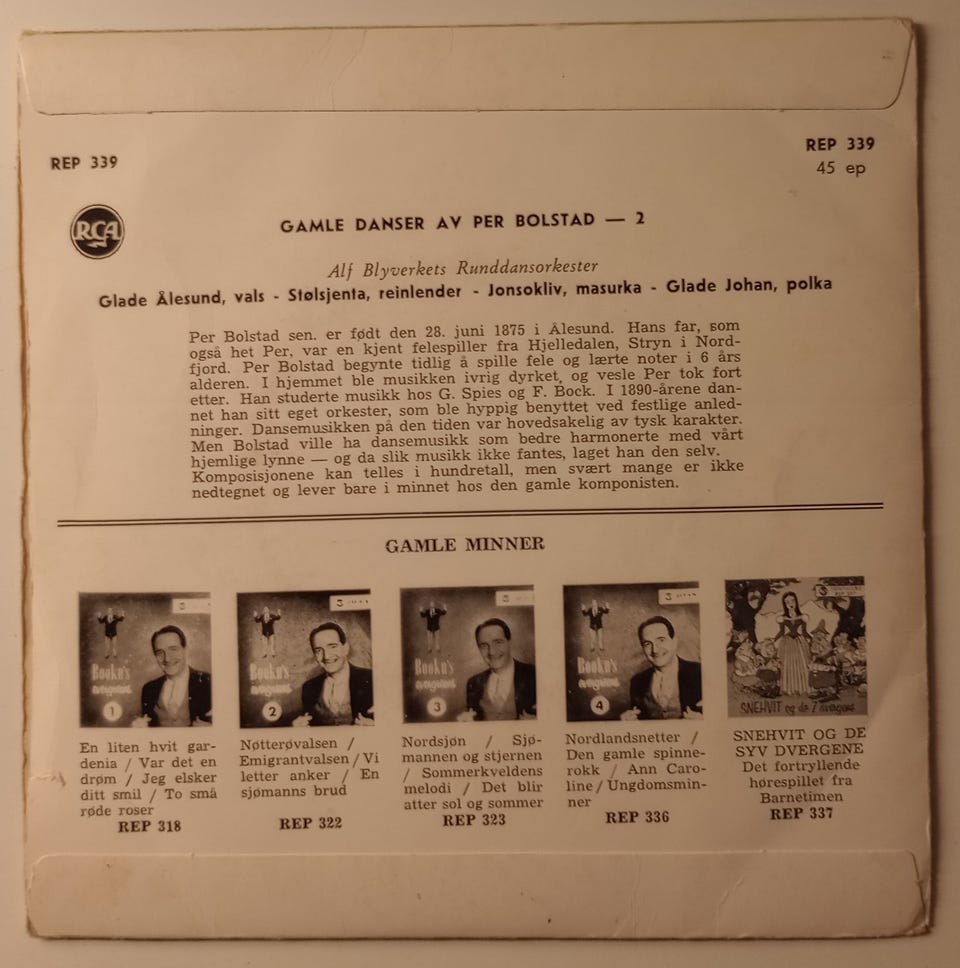 REP 339
REP 339
45 ep
RCA
GAMLE DANSER AV PER BOLSTAD — 2
Alf Blyverkets Runddansorkester
Glade Ålesund, vals - Stølsjenta, reinlender - Jonsokliv, masurka - Glade Johan, polka
Per Bolstad sen. er født den 28. juni 1875 i Ålesund. Hans far, som
også het Per, var en kjent felespiller fra Hjelledalen, Stryn i Nord-
fjord. Per Bolstad begynte tidlig å spille fele og lærte noter i 6 års
alderen. I hjemmet ble musikken ivrig dyrket, og vesle Per tok fort
etter. Han studerte musikk hos G. Spies og F. Bock. I 1890-årene dan-
net han sitt eget orkester, som ble hyppig benyttet ved festlige anled-
ninger. Dansemusikken på den tiden var hovedsakelig av tysk karakter.
Men Bolstad ville ha dansemusikk som bedre harmonerte med vårt
hjemlige lynne — og da slik musikk ikke fantes, laget han den selv.
Komposisjonene kan telles i hundretall, men svært mange er ikke
nedtegnet og lever bare i minnet hos den gamle komponisten.
GAMLE MINNER
1
2
3
4
SNEHVIT og de 7 dvergene
En liten hvit gar-
denia / Var det en
drøm / Jeg elsker
ditt smil / To små
røde roser
REP 318
Nøtterøvalsen /
Emigrantvalsen / Vi
letter anker / En
sjømanns brud
REP 322
Nordsjøn / Sjø-
mannen og stjernen
/ Sommerkveldens
melodi / Det blir
atter sol og sommer
REP 323
Nordlandsnetter /
Den gamle spinne-
rokk / Ann Caro-
line / Ungdomsmin-
ner
REP 336
SNEHVIT OG DE
SYV DVERGENE
Det fortryllende
hørespillet fra
Barnetimen
REP 337